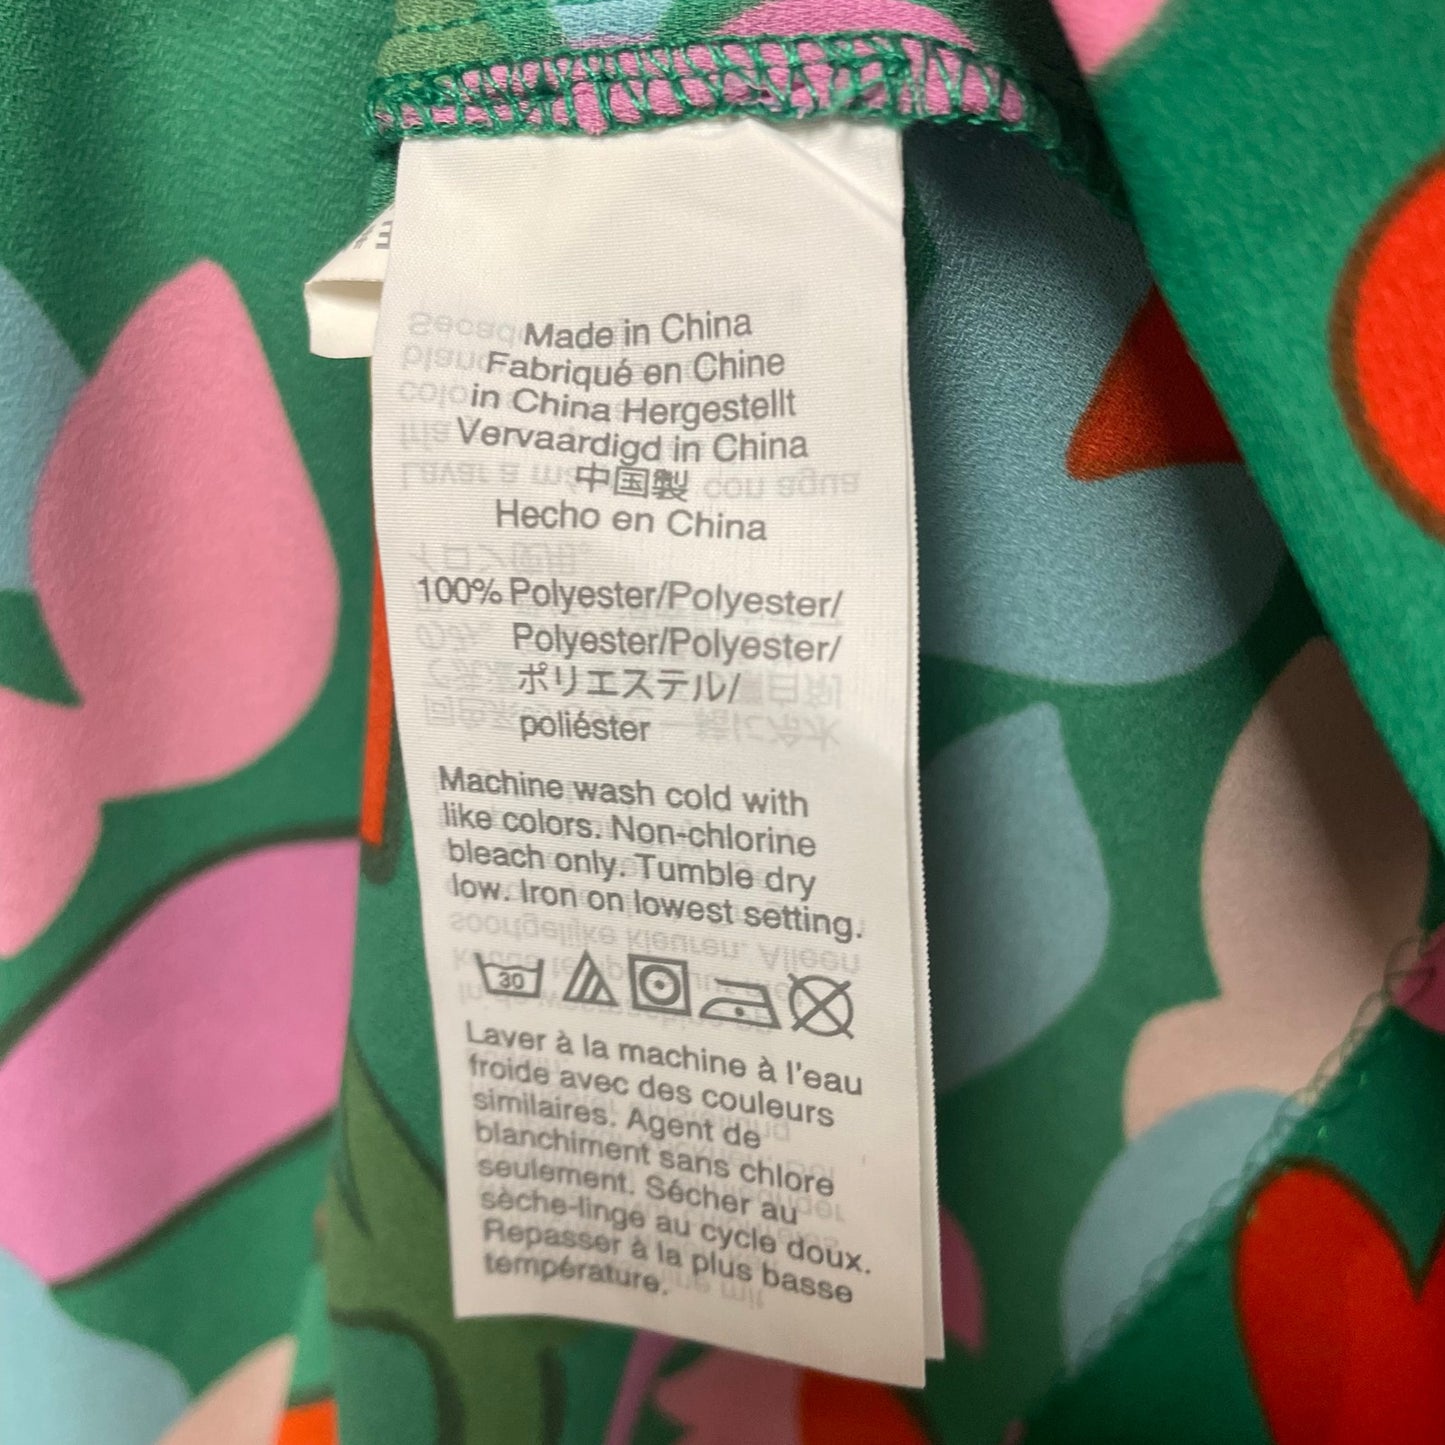 Made in China
Fabriqué en Chine
in China Hergestellt
Vervaardigd in China
中国製
Hecho en China
100% Polyester/Polyester/
Polyester/Polyester/
ポリエステル/
poliéster
Machine wash cold with
like colors. Non-chlorine
bleach only. Tumble dry
low. Iron on lowest setting.
30
Laver à la machine à l'eau
froide avec des couleurs
similaires. Agent de
blanchiment sans chlore
seulement. Sécher au
sèche-linge au cycle doux.
Repasser à la plus basse
température.